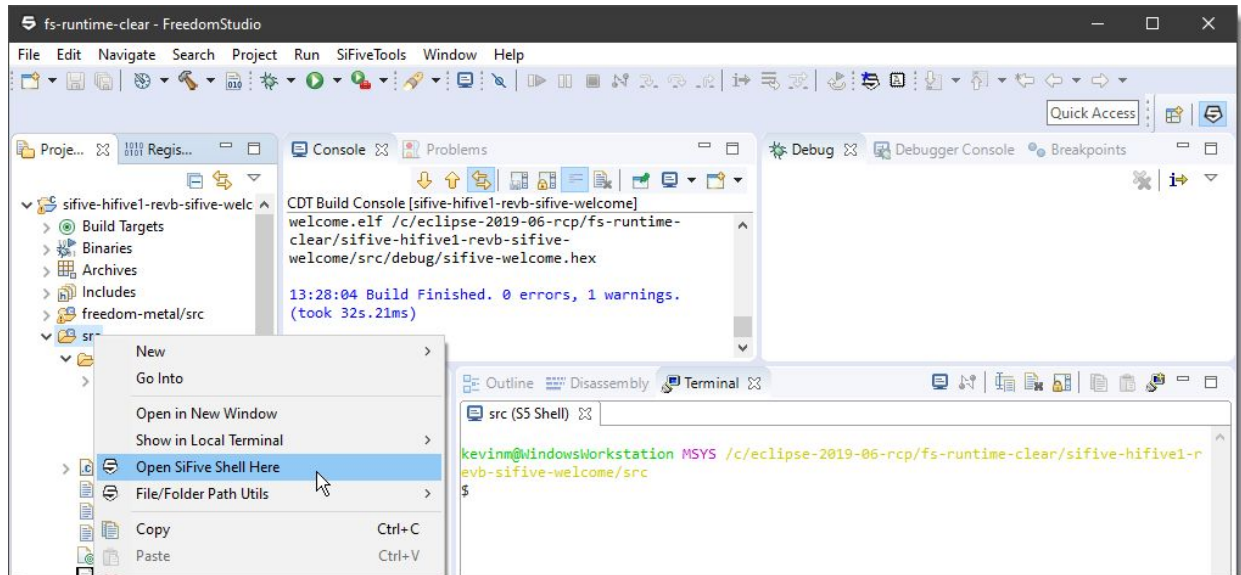 fs-runtime-clear - FreedomStudio
File Edit Navigate Search Project Run SiFiveTools Window Help
Quick Access
Proje... Regis...
Console Problems
Debug Debugger Console Breakpoints
sifive-hifive1-revb-sifive-welc
CDT Build Console [sifive-hifive1-revb-sifive-welcome]
Build Targets
welcome.elf /c/eclipse-2019-06-rcp/fs-runtime-
clear/sifive-hifive1-revb-sifive-
welcome/src/debug/sifive-welcome.hex
Binaries
Archives
Includes
13:28:04 Build Finished. 0 errors, 1 warnings.
(took 32s.21ms)
freedom-metal/src
src
New
Go Into
Open in New Window
Show in Local Terminal
Open SiFive Shell Here
File/Folder Path Utils
Copy Ctrl+C
Paste Ctrl+V
Outline Disassembly Terminal
src (S5 Shell)
kevinm@WindowsWorkstation MSYS /c/eclipse-2019-06-rcp/fs-runtime-clear/sifive-hifive1-r
evb-sifive-welcome/src
$